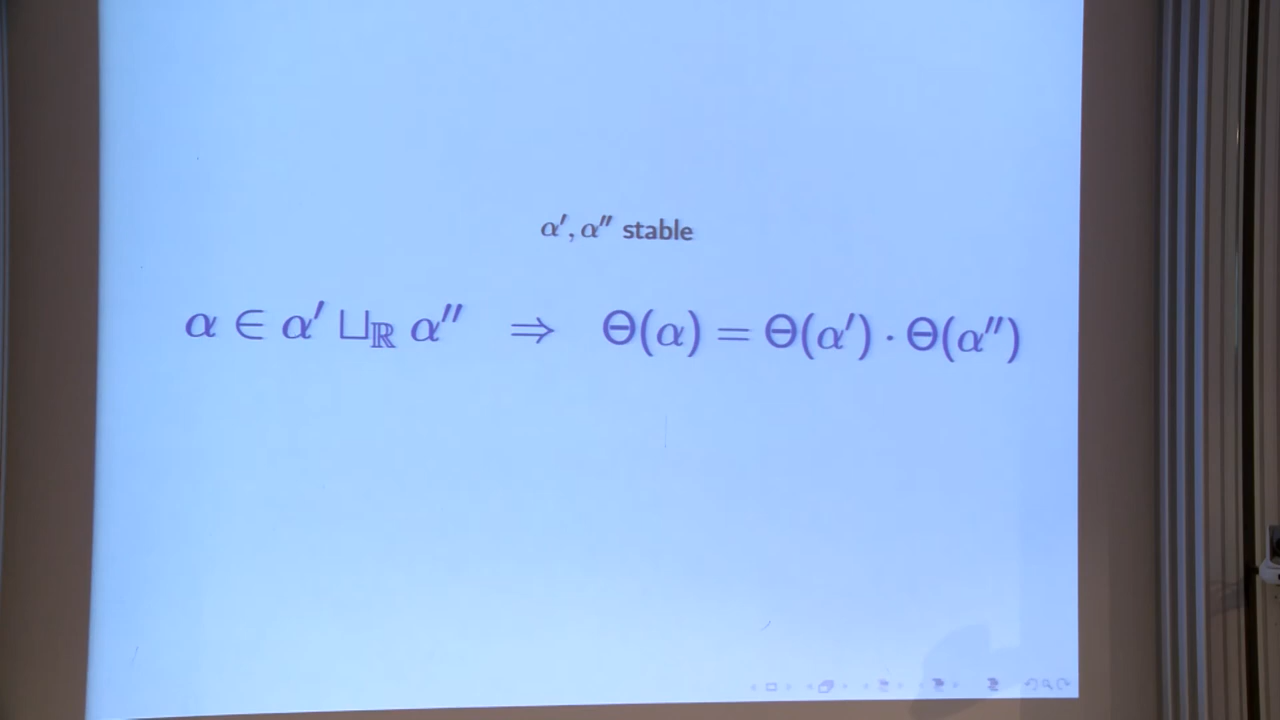 α′, α″ stable
α ∈ α′ ⊔_ℝ α″ ⇒ Θ(α) = Θ(α′) · Θ(α″)